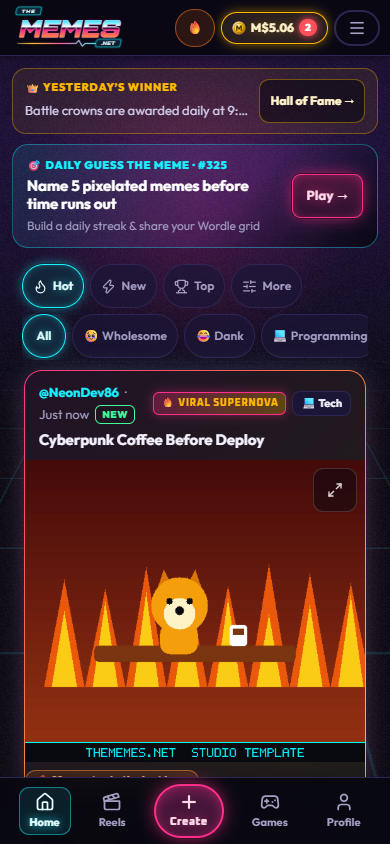 THE
MEMES
.NET
M$5.06
2
YESTERDAY'S WINNER
Battle crowns are awarded daily at 9:...
Hall of Fame →
DAILY GUESS THE MEME · #325
Name 5 pixelated memes before
time runs out
Build a daily streak & share your Wordle grid
Play →
Hot
New
Top
More
All
Wholesome
Dank
Programming
@NeonDev86 ·
Just now NEW
VIRAL SUPERNOVA
Tech
Cyberpunk Coffee Before Deploy
THEMEMES.NET STUDIO TEMPLATE
Home
Reels
Create
Games
Profile